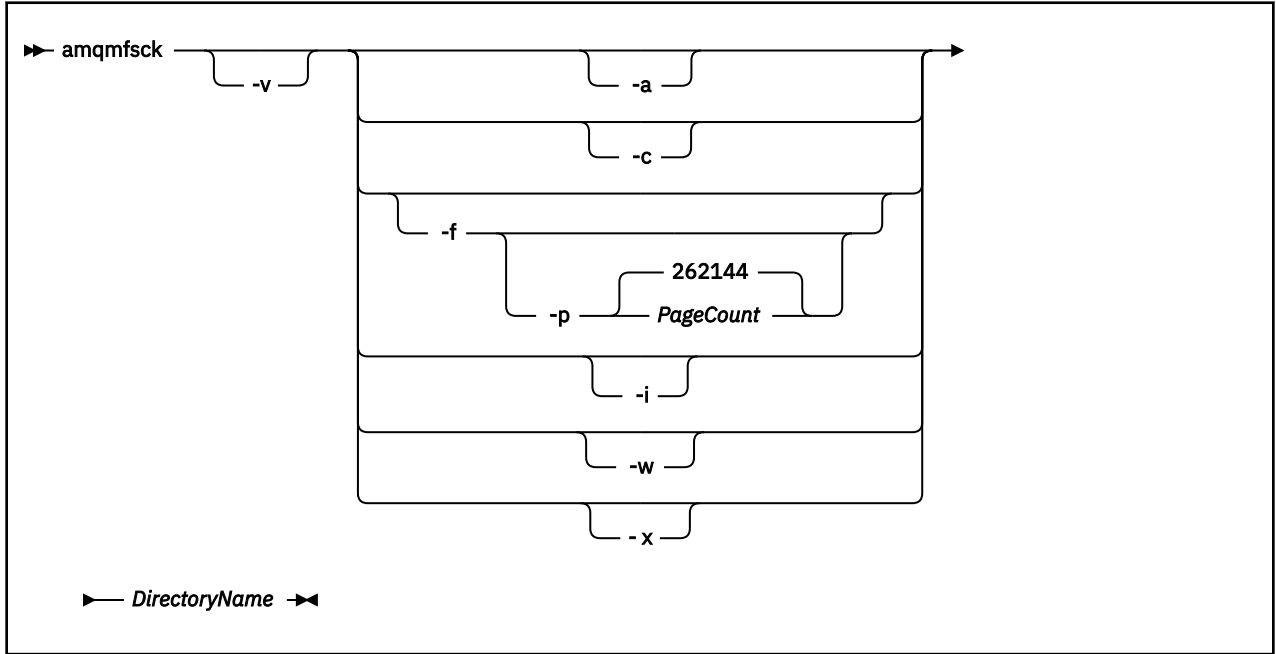 amqmfsck
-v
-a
-c
-f
262144
-p
PageCount
-i
-w
- x
DirectoryName